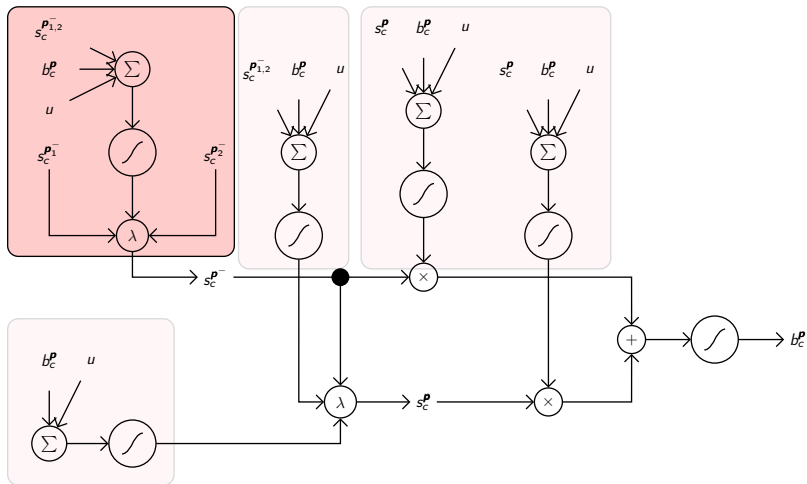 s_c^{p_{1,2}^-}
b_c^p
u
s_c^{p_1^-}
s_c^{p_2^-}
∑
λ
s_c^{p_{1,2}^-} b_c^p u
∑
s_c^p b_c^p u
∑
s_c^p b_c^p u
∑
s_c^{p^-}
×
+
b_c^p
b_c^p u
∑
λ
s_c^p
×